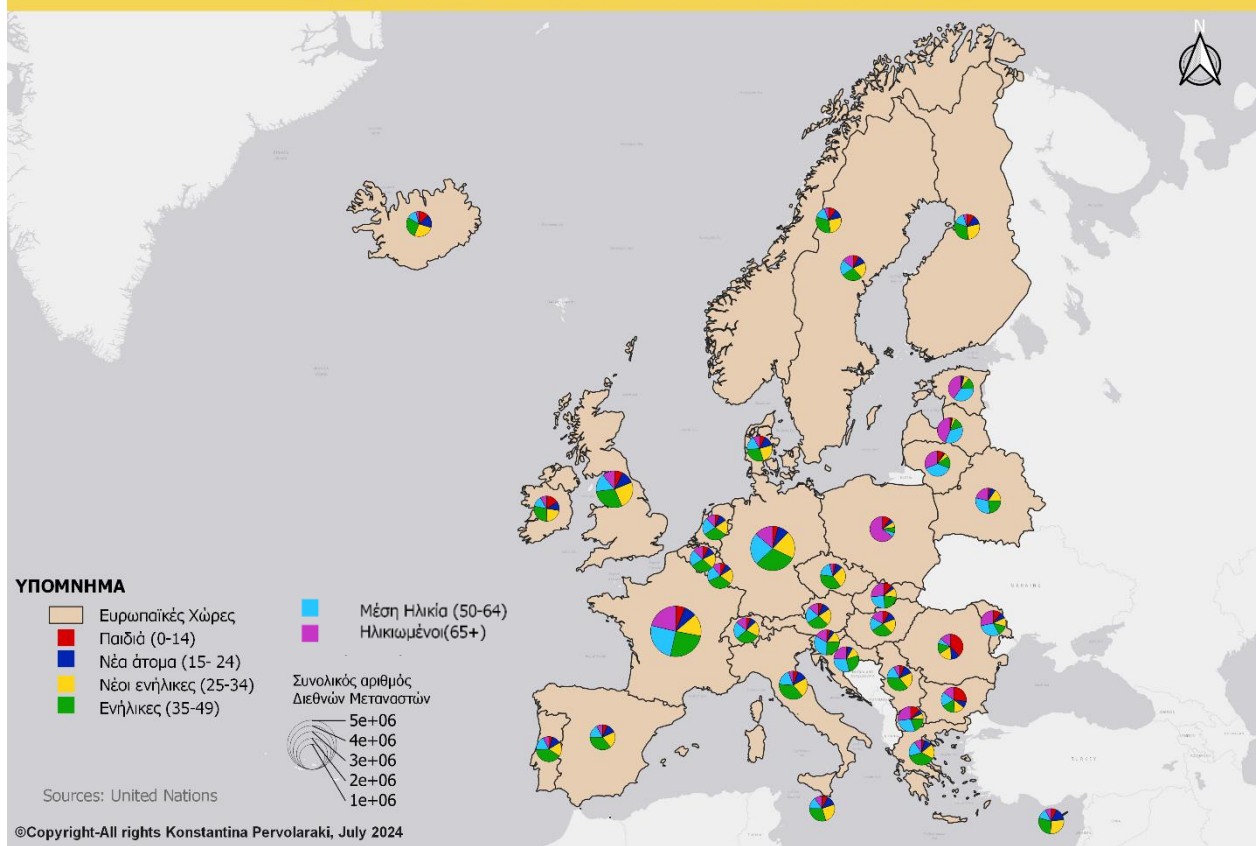 N
ΥΠΟΜΝΗΜΑ
Ευρωπαϊκές Χώρες
Παιδιά (0-14)
Νέα άτομα (15- 24)
Νέοι ενήλικες (25-34)
Ενήλικες (35-49)
Μέση Ηλικία (50-64)
Ηλικιωμένοι(65+)
Συνολικός αριθμός
Διεθνών Μεταναστών
5e+06
4e+06
3e+06
2e+06
1e+06
Sources: United Nations
©Copyright-All rights Konstantina Pervolaraki, July 2024